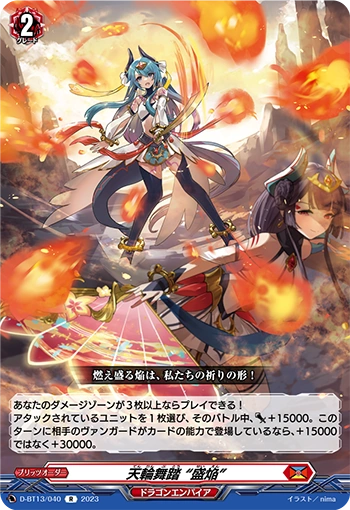 2
グレード
燃え盛る焔は、私たちの祈りの形！
あなたのダメージゾーンが３枚以上ならプレイできる！
アタックされているユニットを１枚選び、そのバトル中、+15000。この
ターンに相手のヴァンガードがカードの能力で登場しているなら、+15000
ではなく+30000。
ブリッツオーダー
天輪舞踏 “盛焔”
D-BT13/040 R 2023
ドラゴンエンパイア
イラスト／ nima